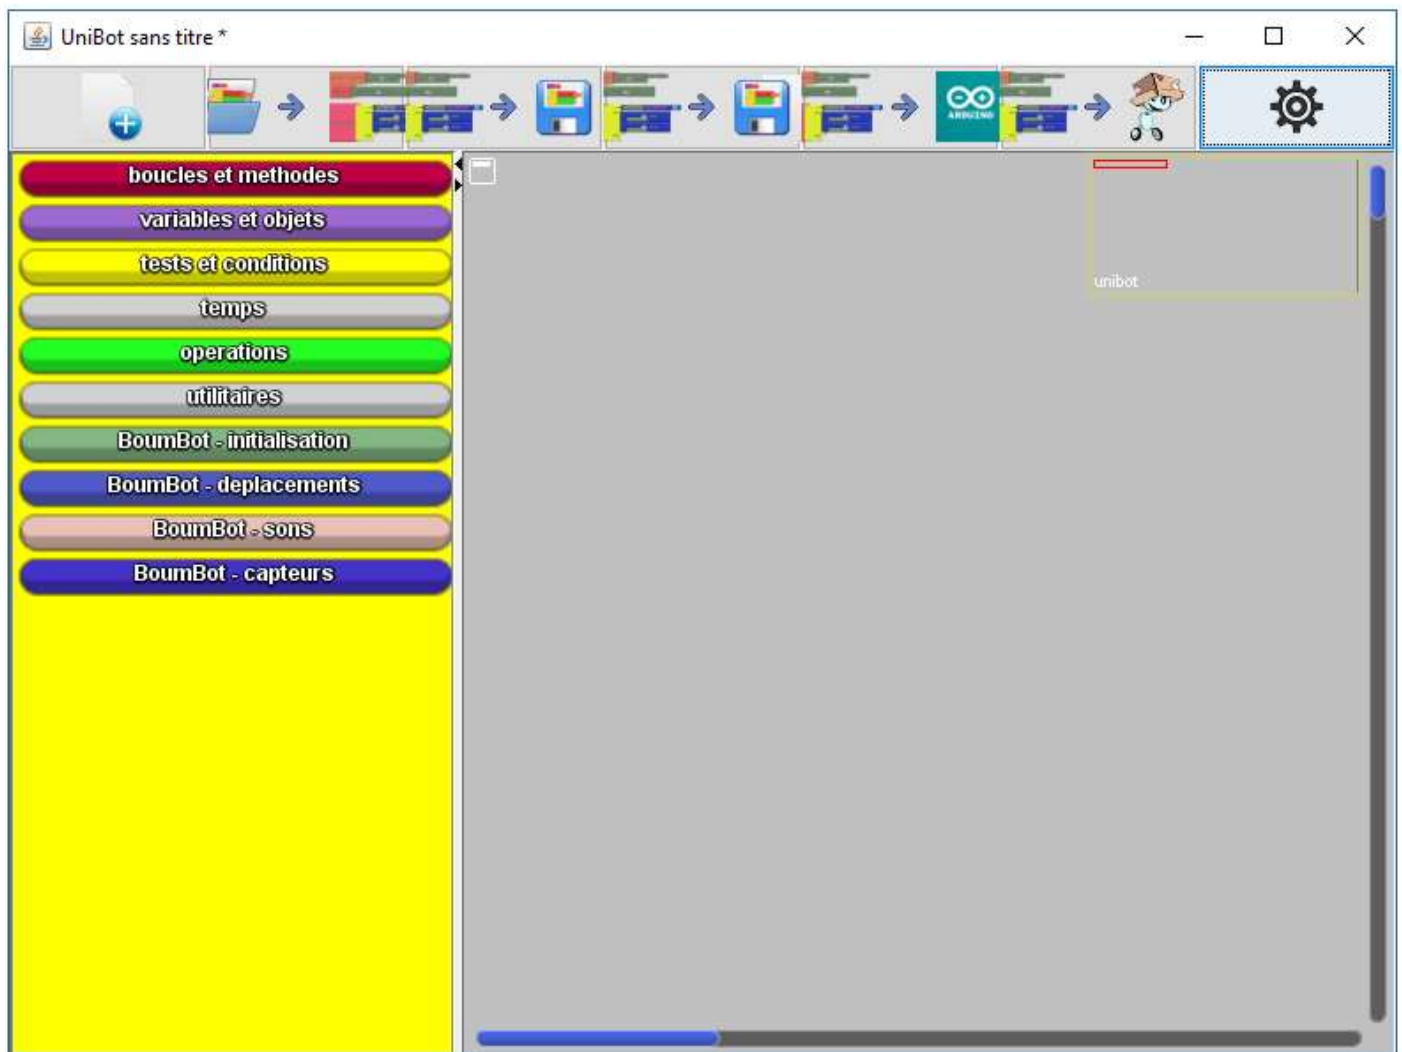 UniBot sans titre *
ARDUINO
boucles et methodes
variables et objets
tests et conditions
temps
operations
utilitaires
BoumBot - initialisation
BoumBot - deplacements
BoumBot - sons
BoumBot - capteurs
unibot